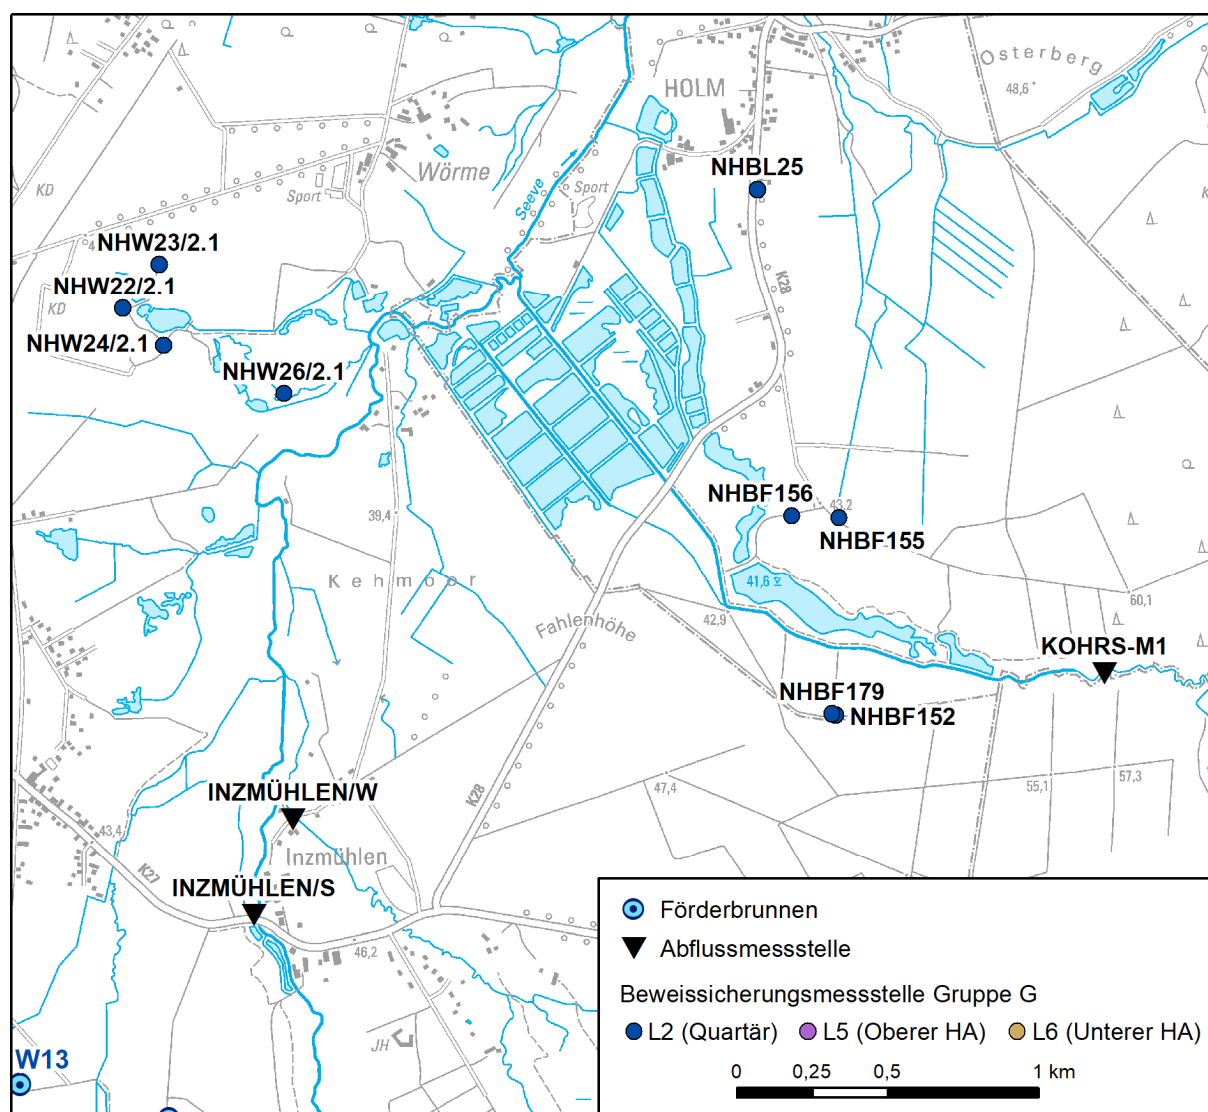 Osterberg
48,6
HOLM
Wörme
NHBL25
KD
Sport
Seeve
Sport
4
NHW23/2.1
K28
NHW22/2.1
KD
NHW24/2.1
NHW26/2.1
NHBF156
43,2
39,4
NHBF155
Kehmoor
41,6
60,1
42,9
Fahlenhöhe
KOHRS-M1
NHBF179
NHBF152
INZMÜHLEN/W
K28
47,4
55,1
57,3
43,4
Inzmühlen
K27
INZMÜHLEN/S
46,2
JH
W13
Förderbrunnen
Abflussmessstelle
Beweissicherungsmessstelle Gruppe G
L2 (Quartär) L5 (Oberer HA) L6 (Unterer HA)
0 0,25 0,5 1 km